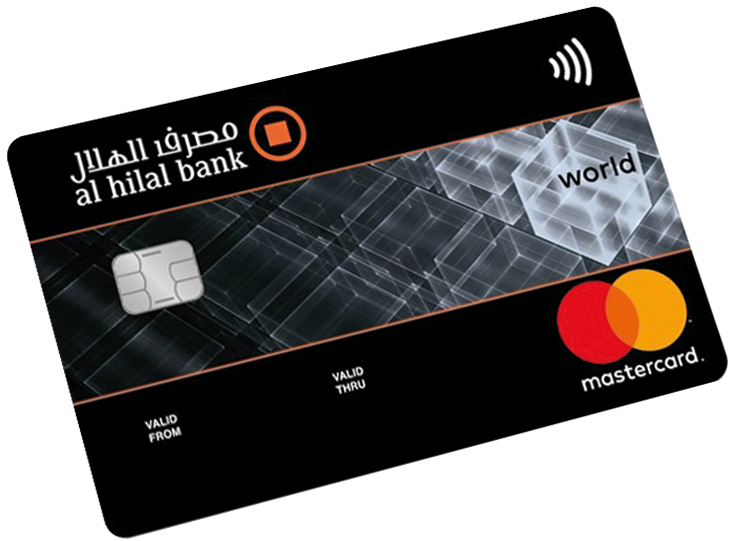 مصرف الهلال
al hilal bank
world
VALID
THRU
VALID
FROM
mastercard.